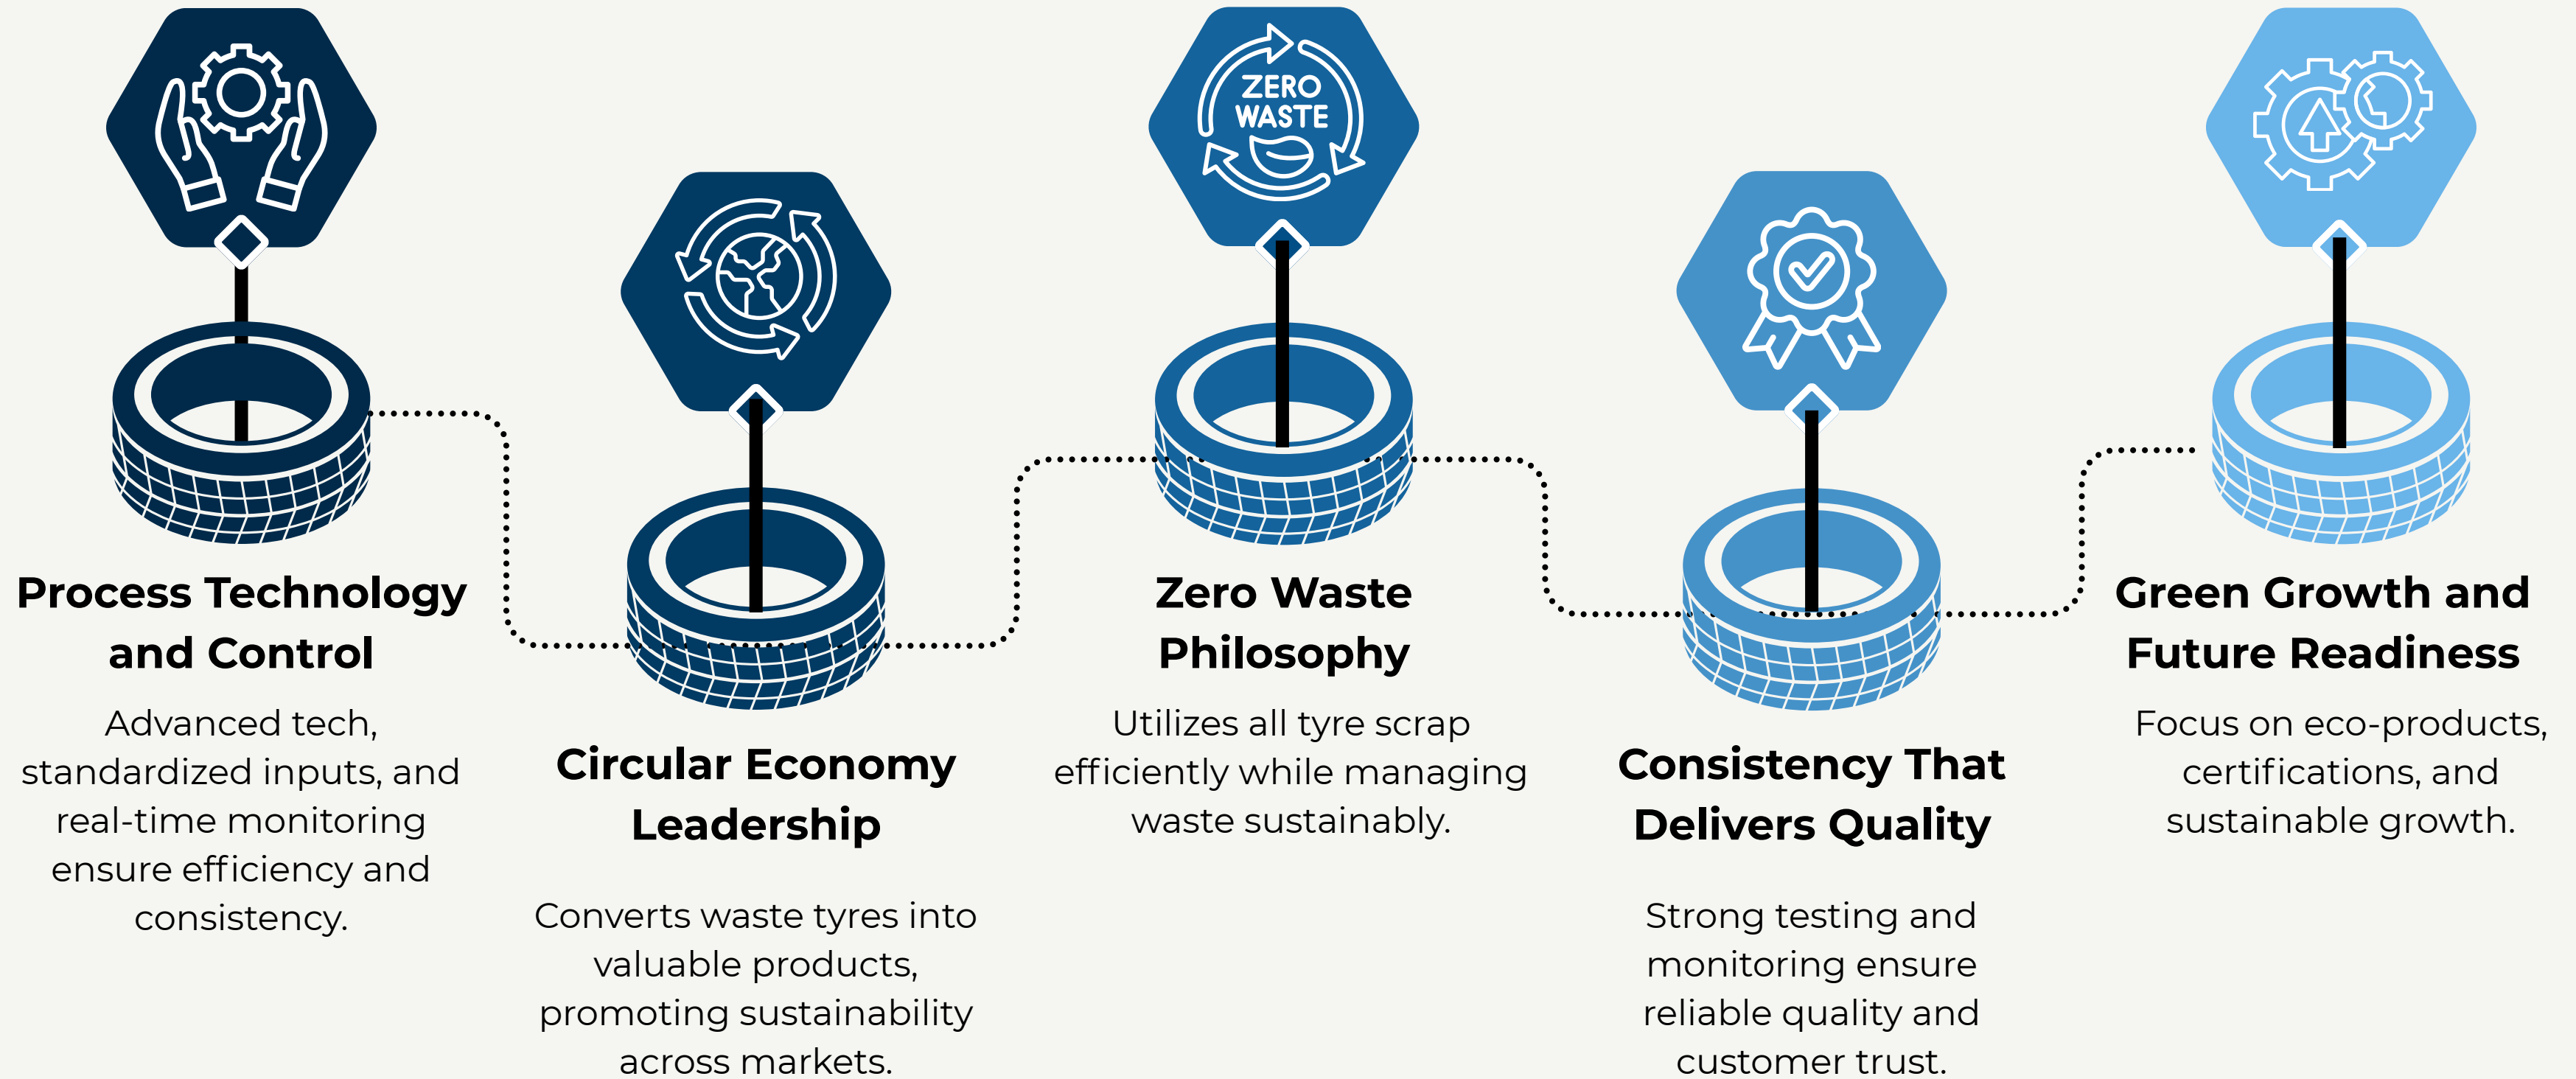 Process Technology
and Control
Advanced tech,
standardized inputs, and
real-time monitoring
ensure efficiency and
consistency.
Circular Economy
Leadership
Converts waste tyres into
valuable products,
promoting sustainability
across markets.
ZERO
WASTE
Zero Waste
Philosophy
Utilizes all tyre scrap
efficiently while managing
waste sustainably.
Consistency That
Delivers Quality
Strong testing and
monitoring ensure
reliable quality and
customer trust.
Green Growth and
Future Readiness
Focus on eco-products,
certifications, and
sustainable growth.